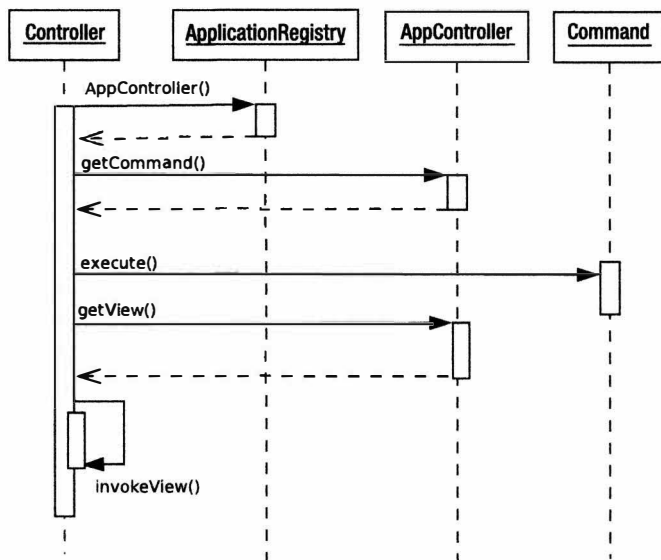 Controller
ApplicationRegistry
AppController
Command
AppController()
getCommand()
execute()
getView()
invokeView()